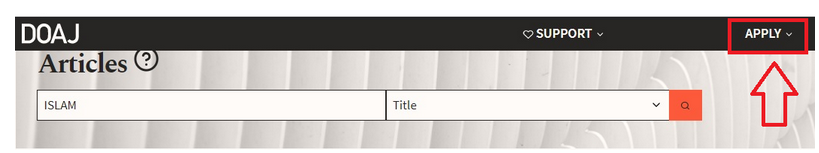 DOAJ SUPPORT APPLY
Articles ?
ISLAM Title